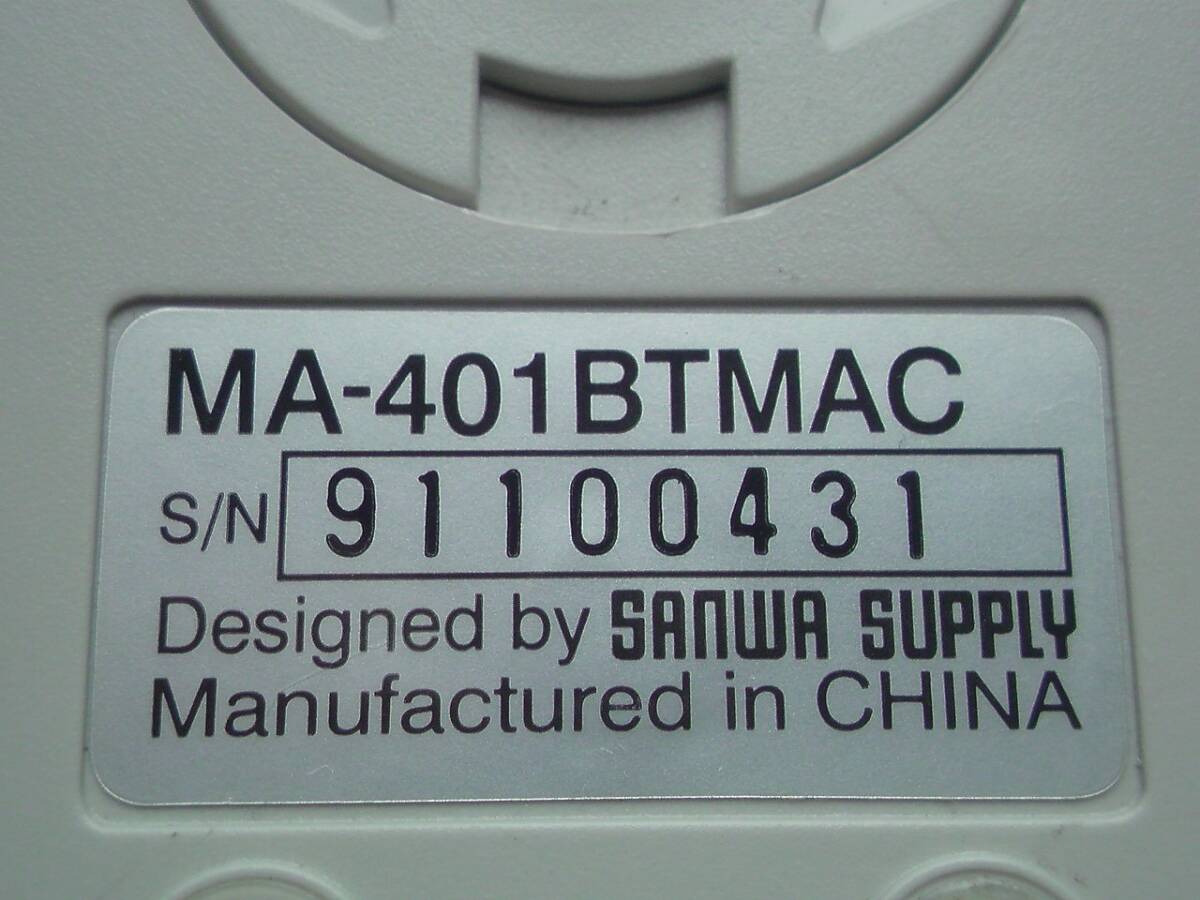 MA-401BTMAC
S/N 91100431
Designed by SANWA SUPPLY
Manufactured in CHINA